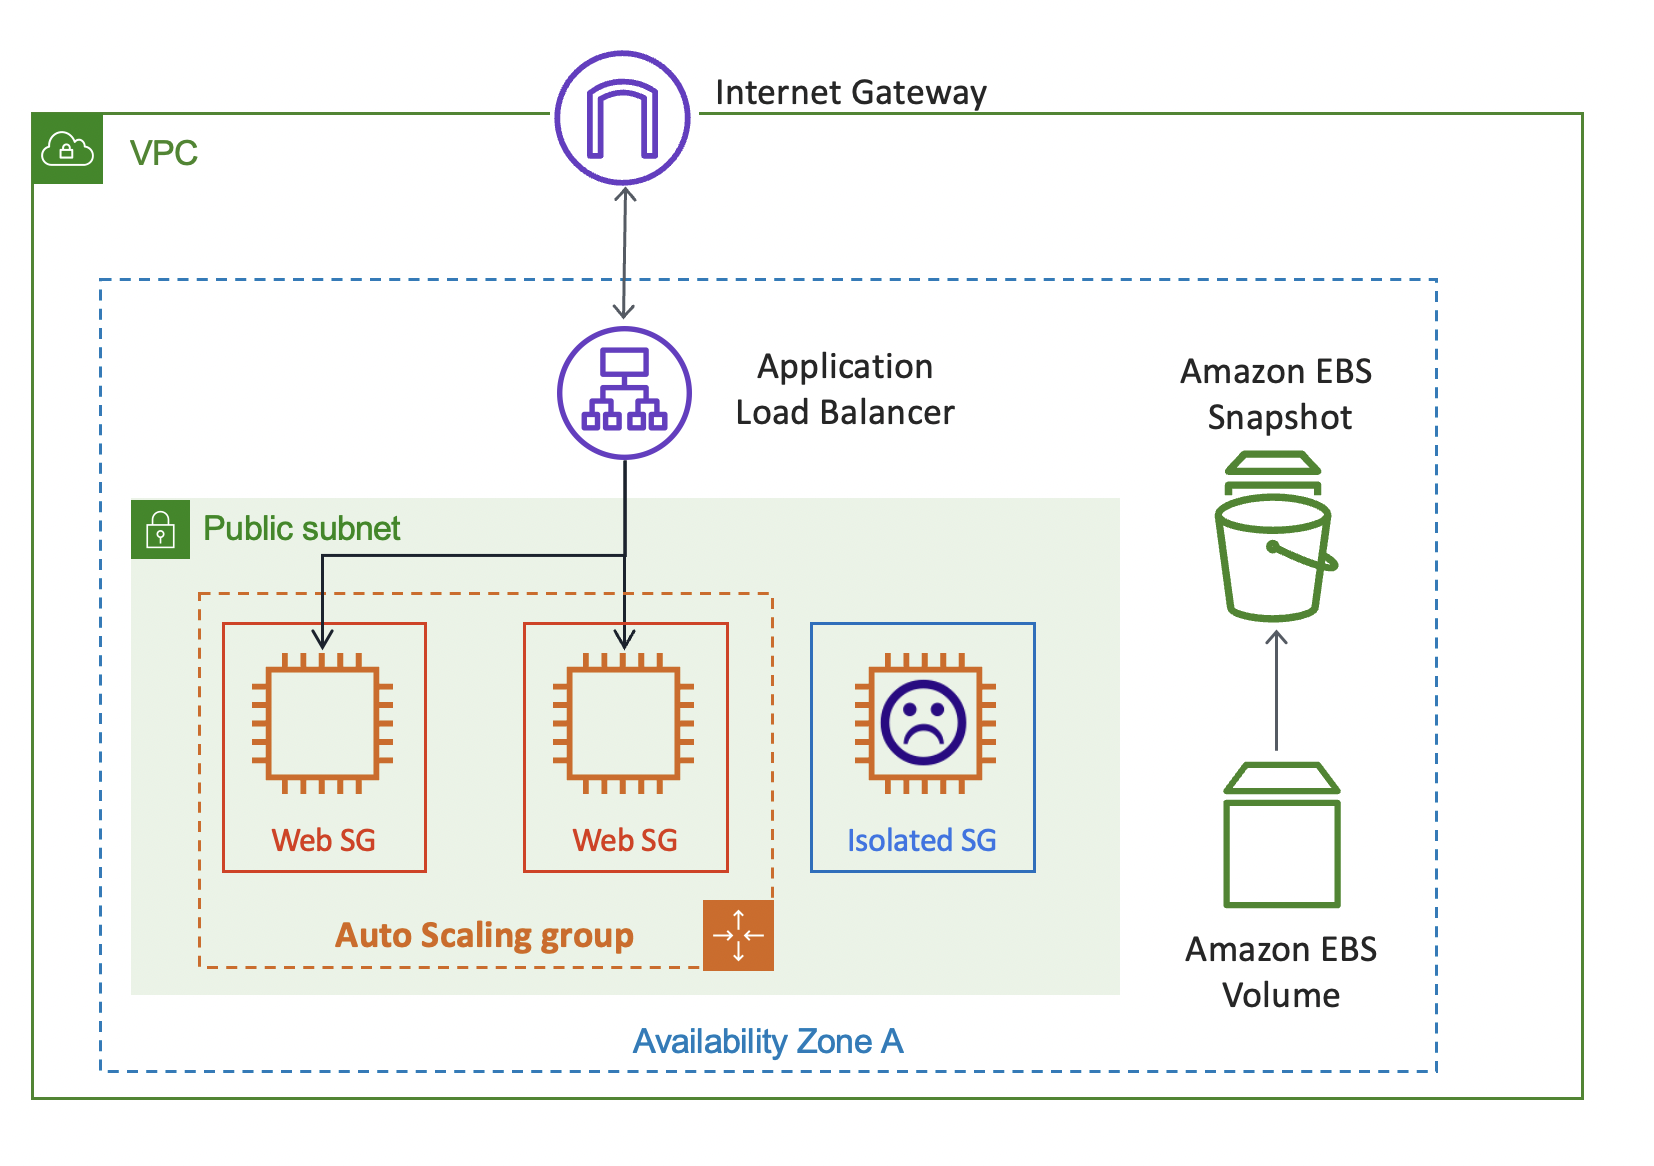 Internet Gateway
VPC
Application
Load Balancer
Amazon EBS
Snapshot
Public subnet
Web SG
Web SG
Isolated SG
Auto Scaling group
Amazon EBS
Volume
Availability Zone A